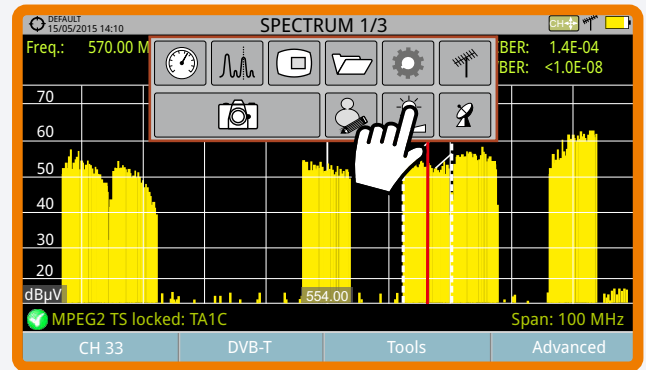 DEFAULT
15/05/2015 14:10
SPECTRUM 1/3
CH
Freq.: 570.00 M
BER: 1.4E-04
BER: <1.0E-08
70
60
50
40
30
20
dBµV
554.00
MPEG2 TS locked: TA1C
Span: 100 MHz
CH 33
DVB-T
Tools
Advanced